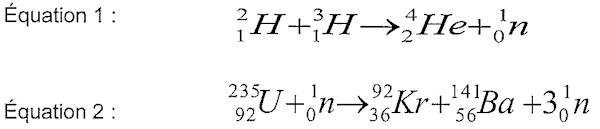 Équation 1 : ²₁H + ³₁H → ⁴₂He + ¹₀n
Équation 2 : ²³⁵₉₂U + ¹₀n → ⁹²₃₆Kr + ¹⁴¹₅₆Ba + 3¹₀n